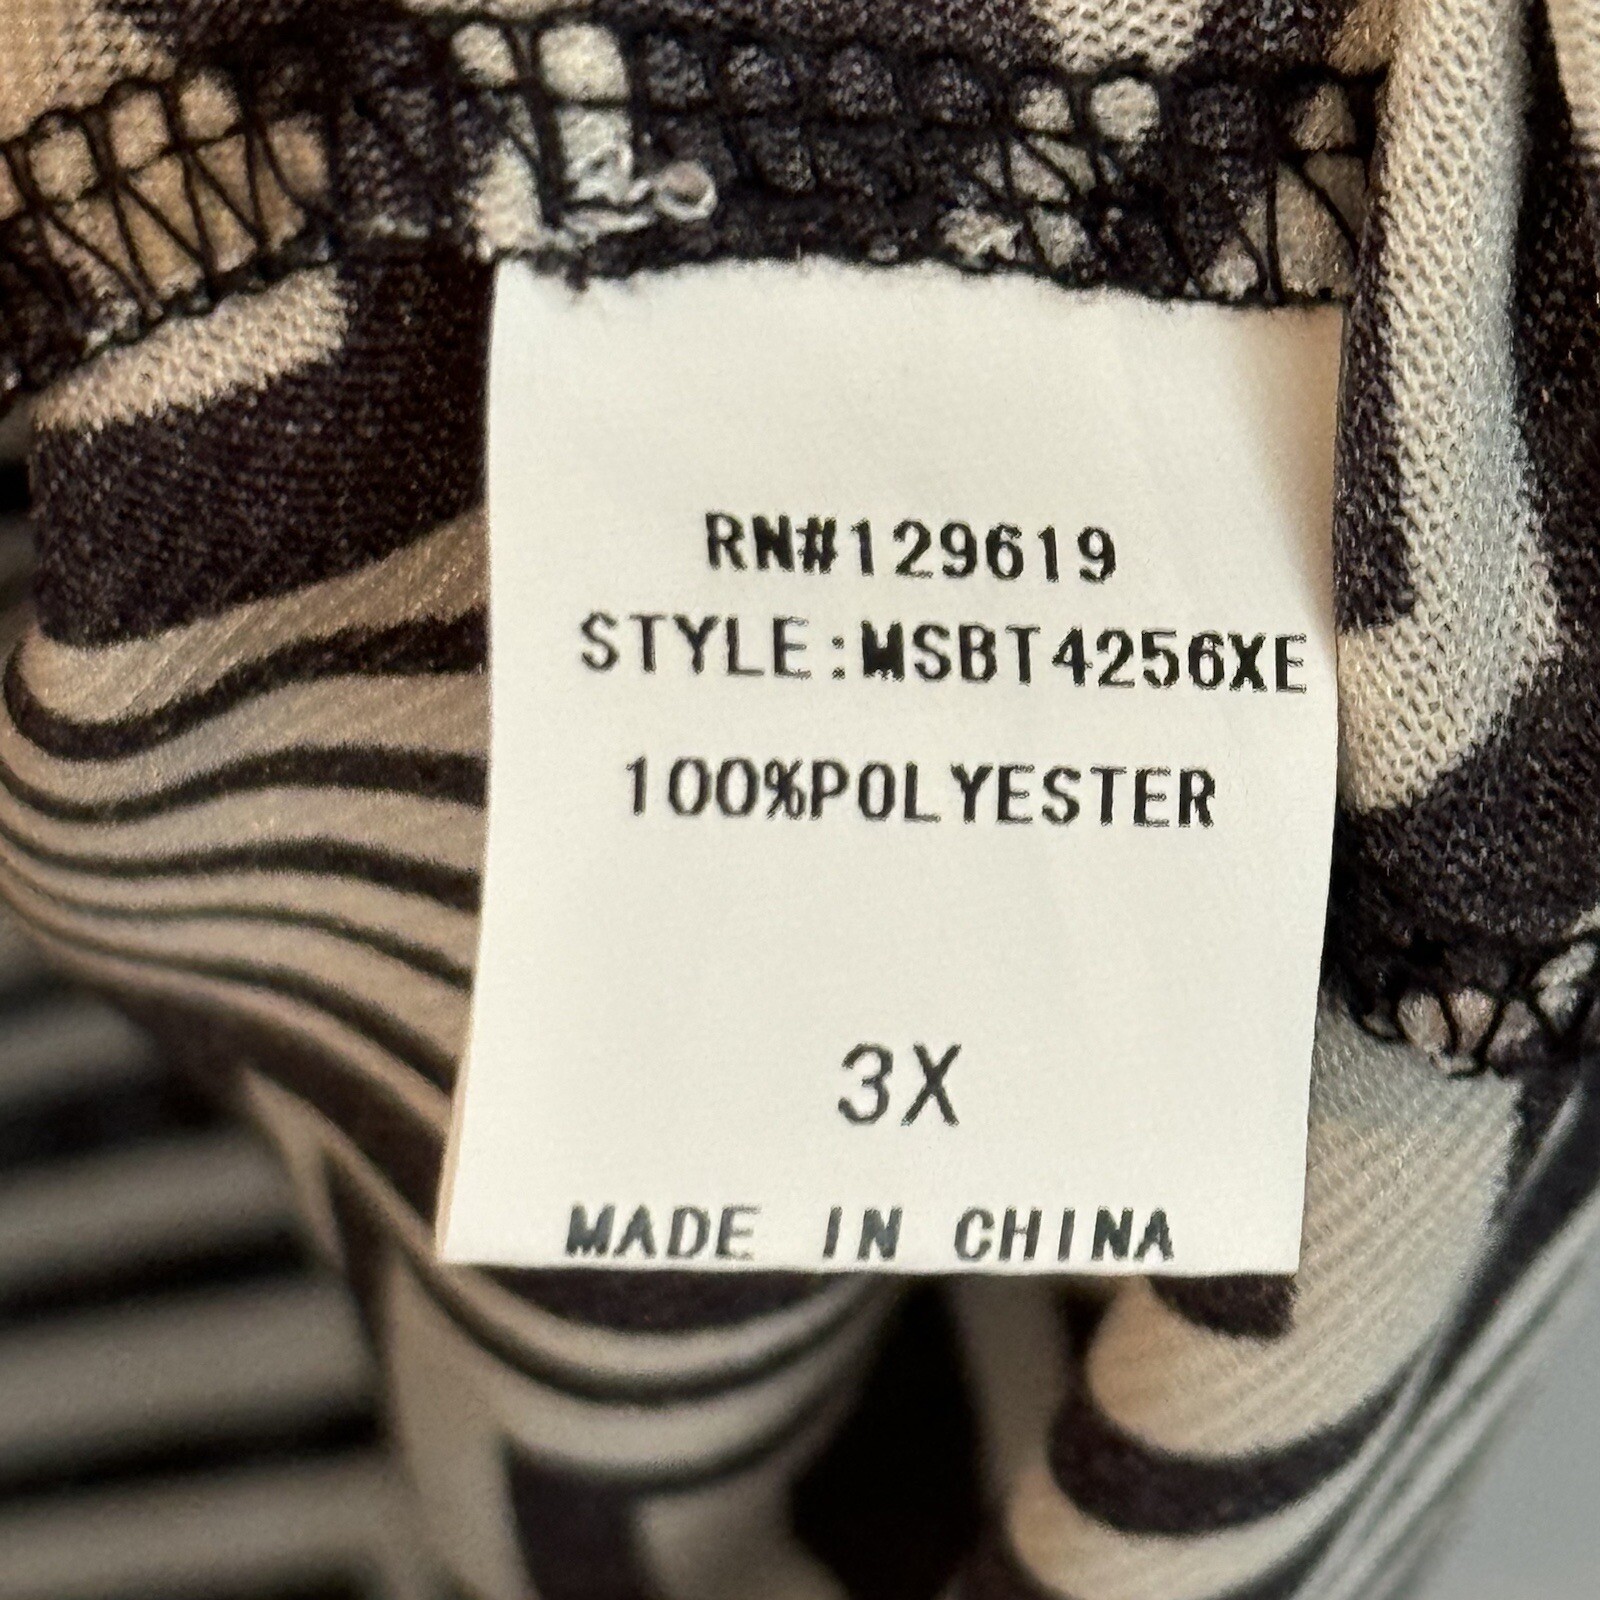 RN#129619
STYLE:MSBT4256XE
100%POLYESTER
3X
MADE IN CHINA